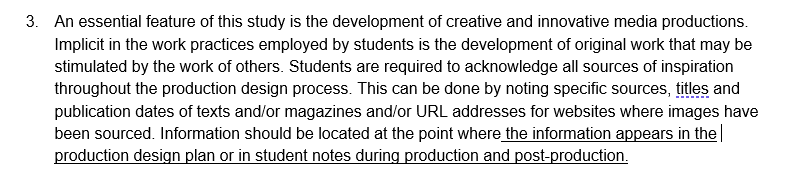 3. An essential feature of this study is the development of creative and innovative media productions.
Implicit in the work practices employed by students is the development of original work that may be
stimulated by the work of others. Students are required to acknowledge all sources of inspiration
throughout the production design process. This can be done by noting specific sources, titles and
publication dates of texts and/or magazines and/or URL addresses for websites where images have
been sourced. Information should be located at the point where the information appears in the
production design plan or in student notes during production and post-production.